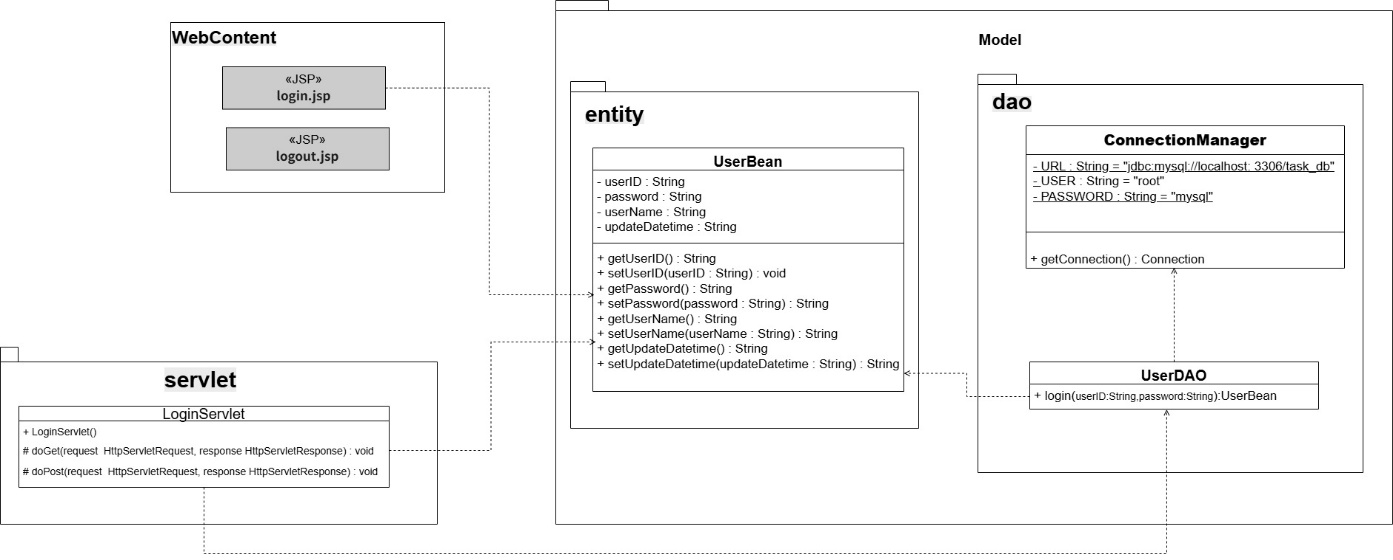 WebContent
«JSP»
login.jsp
«JSP»
logout.jsp
Model
entity
UserBean
- userID : String
- password : String
- userName : String
- updateDatetime : String
+ getUserID() : String
+ setUserID(userID : String) : void
+ getPassword() : String
+ setPassword(password : String) : String
+ getUserName() : String
+ setUserName(userName : String) : String
+ getUpdateDatetime() : String
+ setUpdateDatetime(updateDatetime : String) : String
dao
ConnectionManager
- URL : String = "jdbc:mysql://localhost: 3306/task_db"
- USER : String = "root"
- PASSWORD : String = "mysql"
+ getConnection() : Connection
UserDAO
+ login(userID:String,password:String):UserBean
servlet
LoginServlet
+ LoginServlet()
# doGet(request  HttpServletRequest, response HttpServletResponse) : void
# doPost(request  HttpServletRequest, response HttpServletResponse) : void